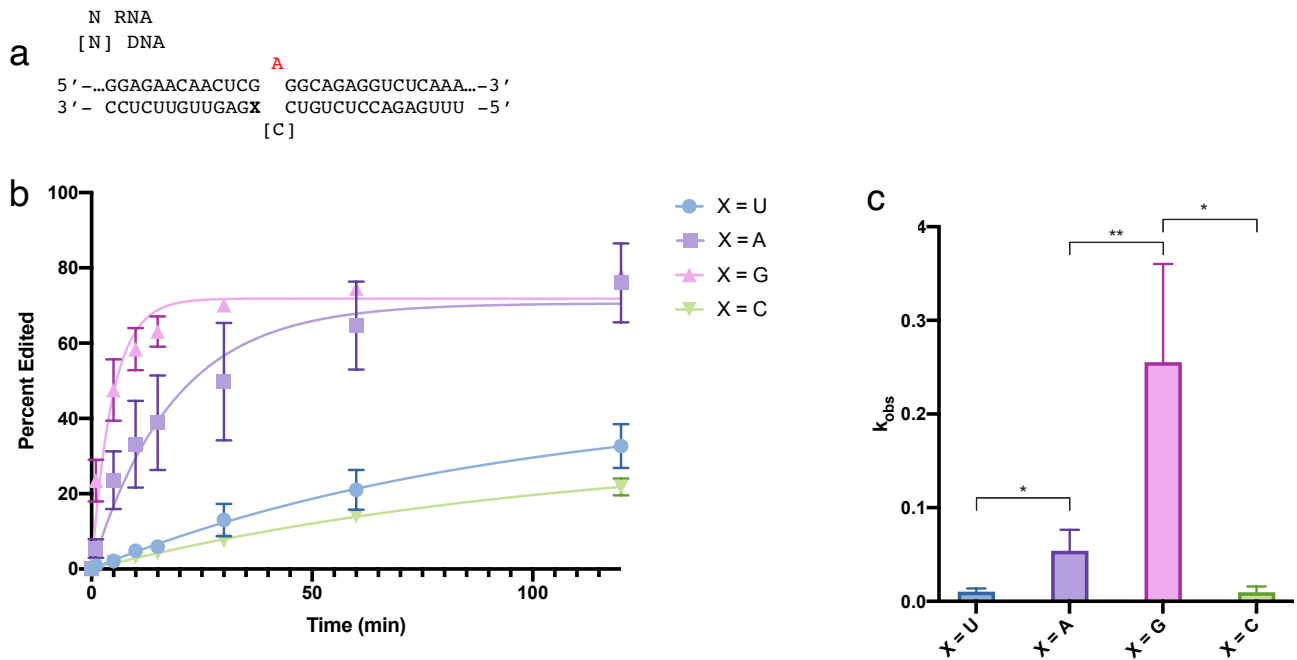 N RNA
[N] DNA
a
A
5’-…GGAGAACAACUCG GGCAGAGGUCUCAAA…-3’
3’- CCUCUUGUUGAGX CUGUCUCCAGAGUUU -5’
[C]
b
100
80
60
40
20
0
Percent Edited
0 50 100
Time (min)
X = U
X = A
X = G
X = C
c
4
0.3
0.2
0.1
0.0
kobs
*
**
*
X = U
X = A
X = G
X = C